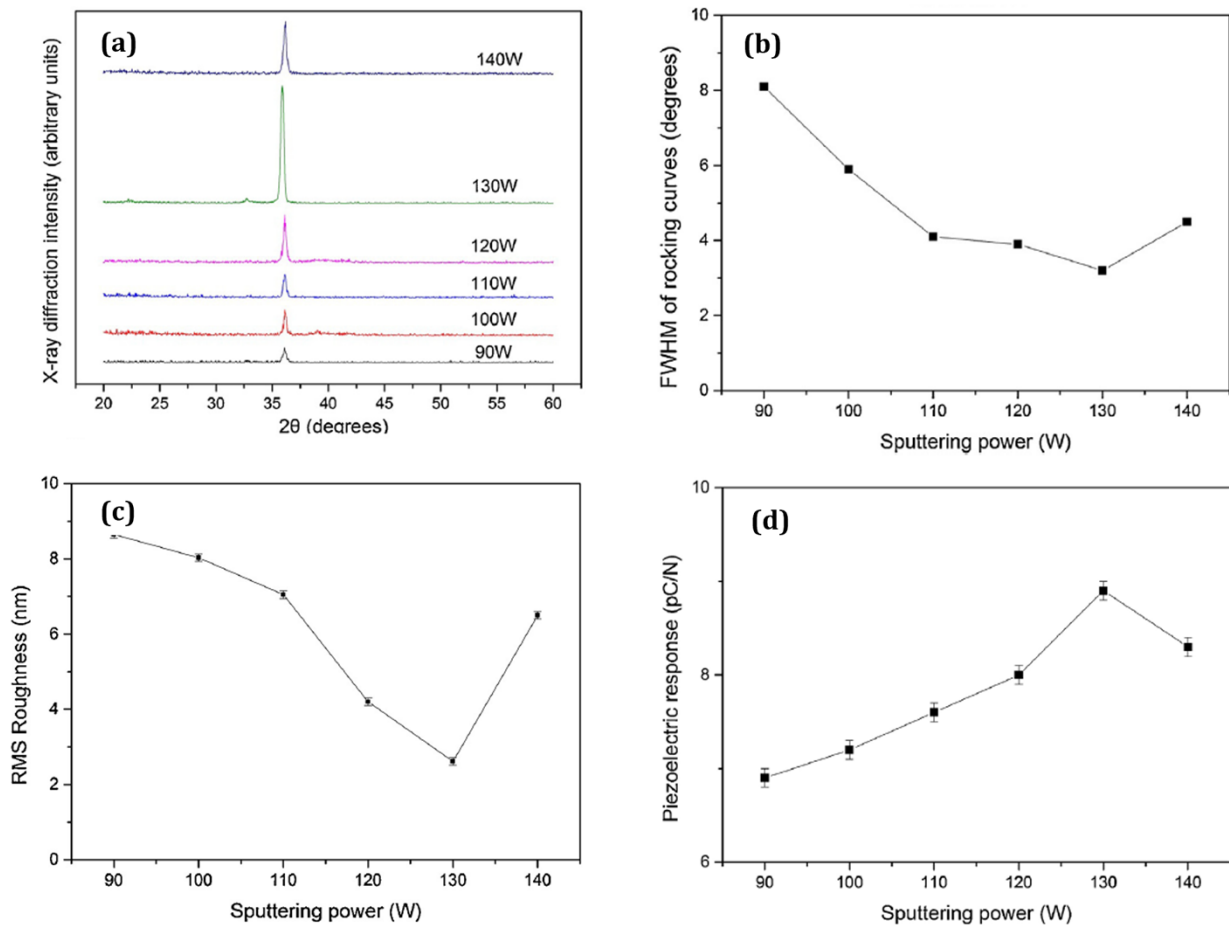 (a)
X-ray diffraction intensity (arbitrary units)
140W
130W
120W
110W
100W
90W
20 25 30 35 40 45 50 55 60
2θ (degrees)
(b)
FWHM of rocking curves (degrees)
10
8
6
4
2
0
90 100 110 120 130 140
Sputtering power (W)
(c)
RMS Roughness (nm)
10
8
6
4
2
0
90 100 110 120 130 140
Sputtering power (W)
(d)
Piezoelectric response (pC/N)
10
8
6
90 100 110 120 130 140
Sputtering power (W)